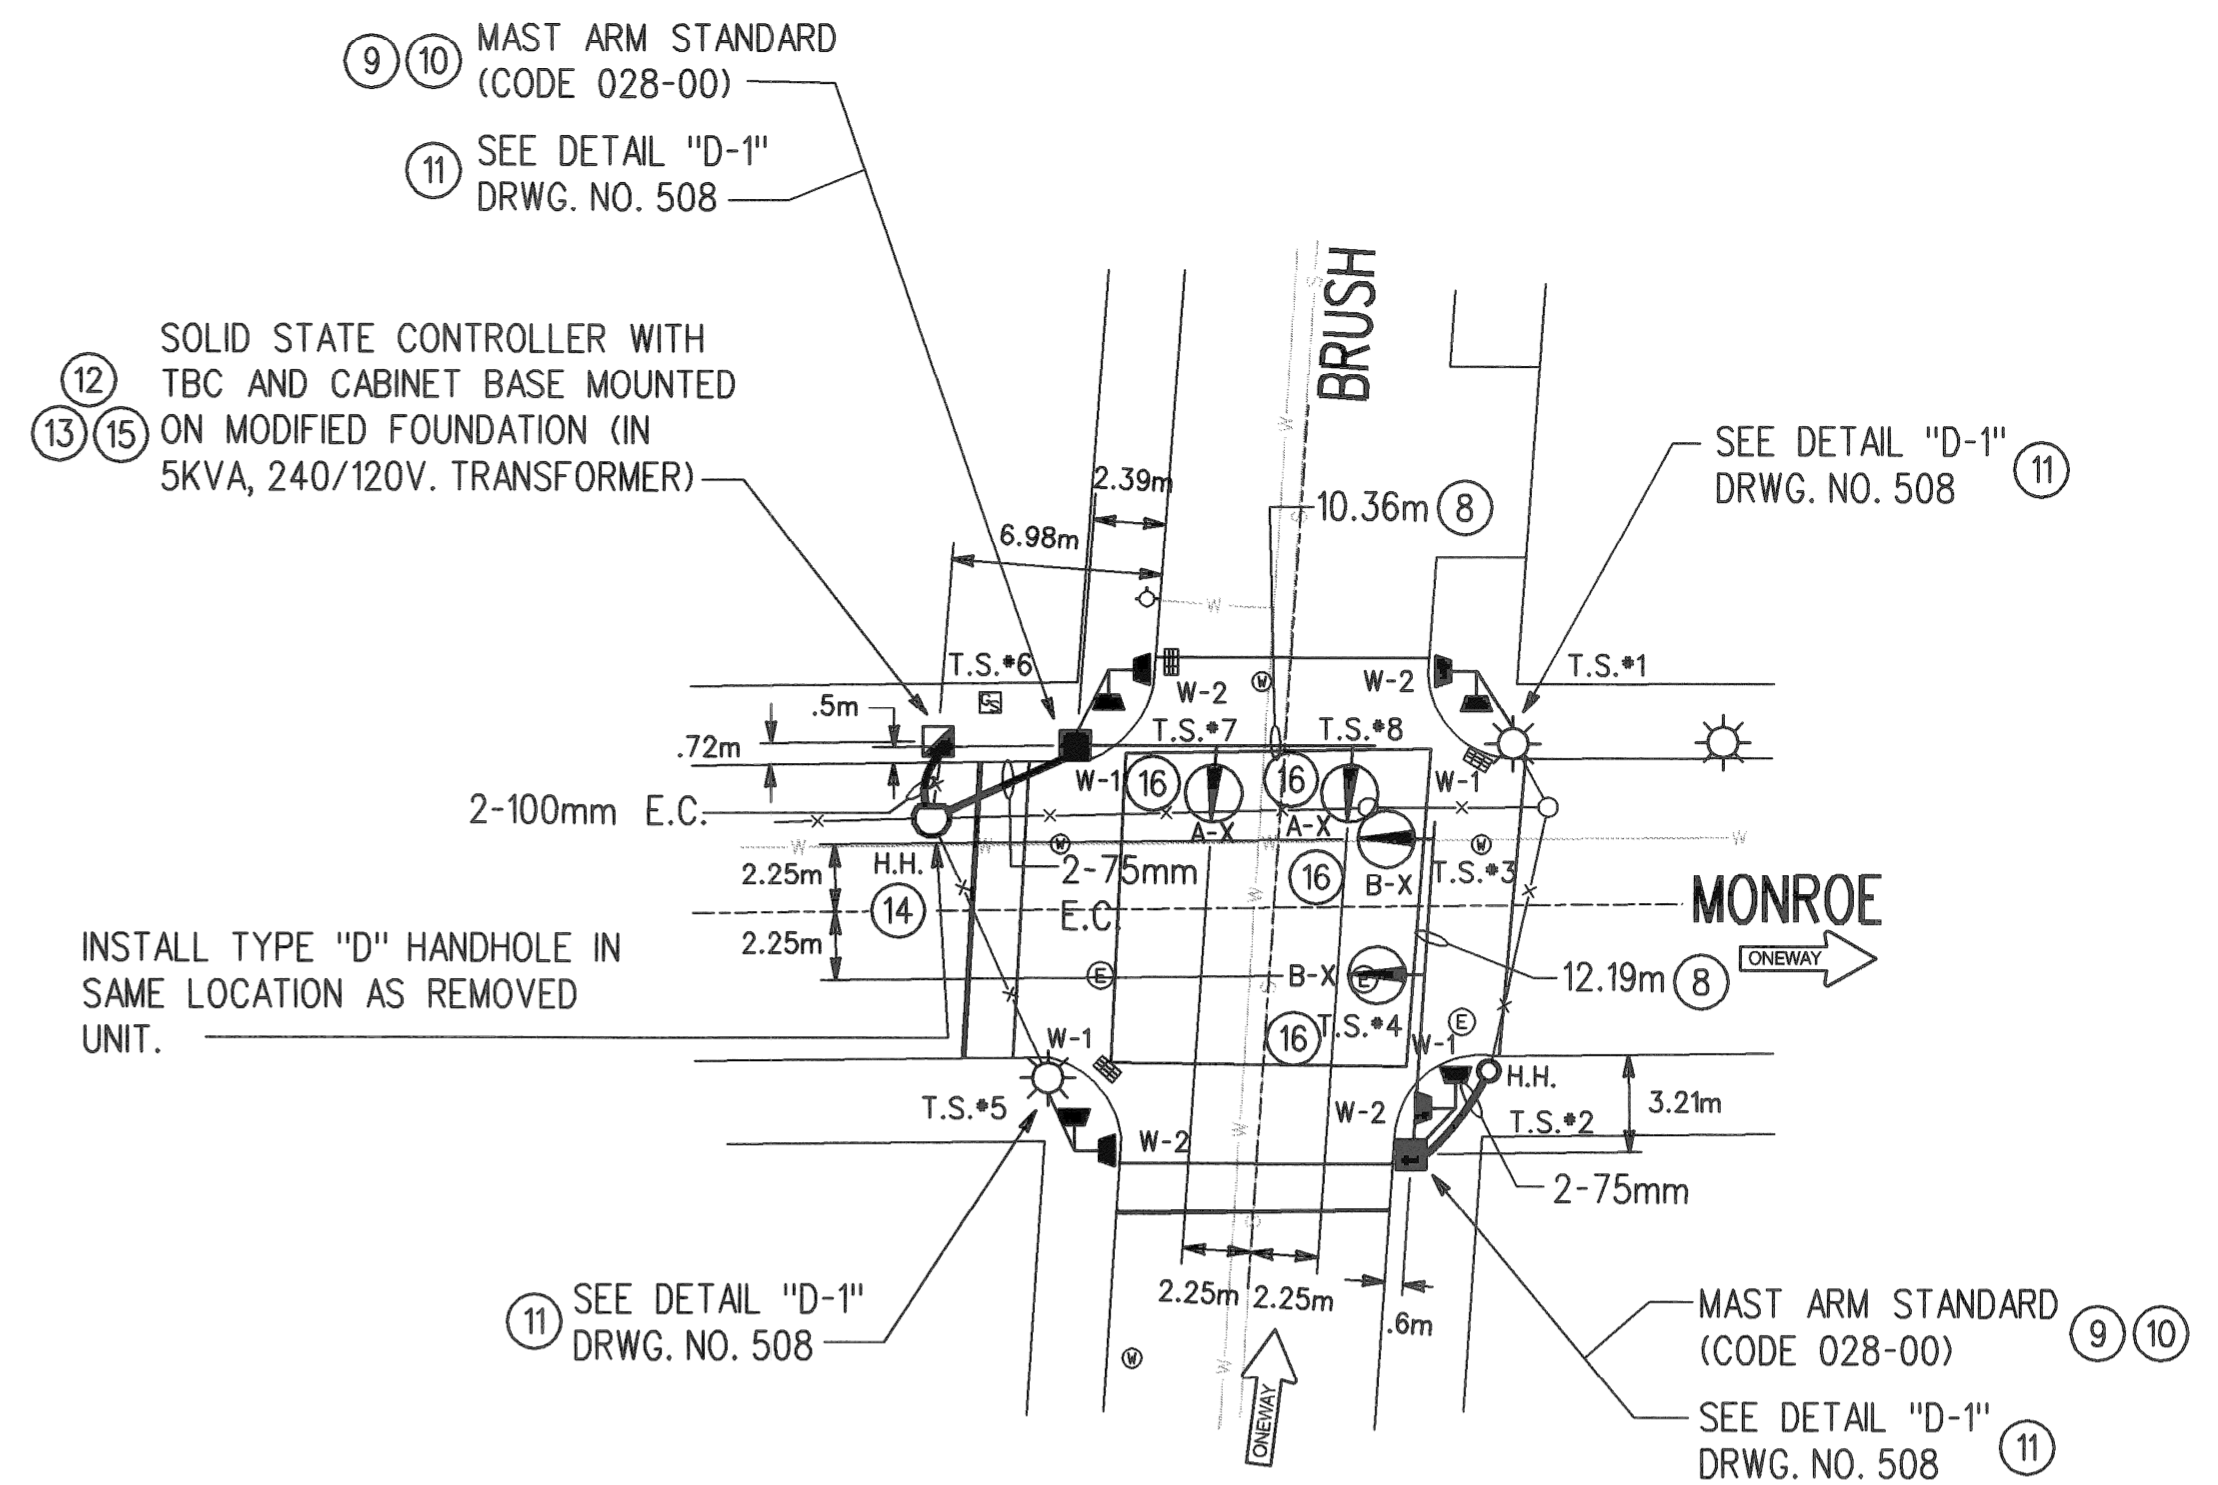 9 10 MAST ARM STANDARD
(CODE 028-00)
11 SEE DETAIL "D-1"
DRWG. NO. 508
BRUSH
SOLID STATE CONTROLLER WITH
12 TBC AND CABINET BASE MOUNTED
13 15 ON MODIFIED FOUNDATION (IN
5KVA, 240/120V. TRANSFORMER)
SEE DETAIL "D-1" 11
DRWG. NO. 508
2.39m
10.36m 8
6.98m
S
W
S
W
T.S.#6
T.S.#1
W-2
W
W-2
.5m
T.S.#7
T.S.#8
.72m
W-1
16
16
W-1
2-100mm E.C.
A-X
A-X
W
W
W
W
W
W
H.H.
2-75mm
E.C.
2.25m
14
16
B-X
T.S.#3
W
MONROE
ONEWAY
2.25m
INSTALL TYPE "D" HANDHOLE IN
SAME LOCATION AS REMOVED
UNIT.
E
B-X
E
12.19m 8
S
16
T.S.#4
E
W-1
W-1
H.H.
T.S.#5
W-2
W
W-2
T.S.#2
3.21m
2-75mm
S
2.25m 2.25m
.6m
11 SEE DETAIL "D-1"
DRWG. NO. 508
W
W
ONEWAY
MAST ARM STANDARD 9 10
(CODE 028-00)
SEE DETAIL "D-1" 11
DRWG. NO. 508